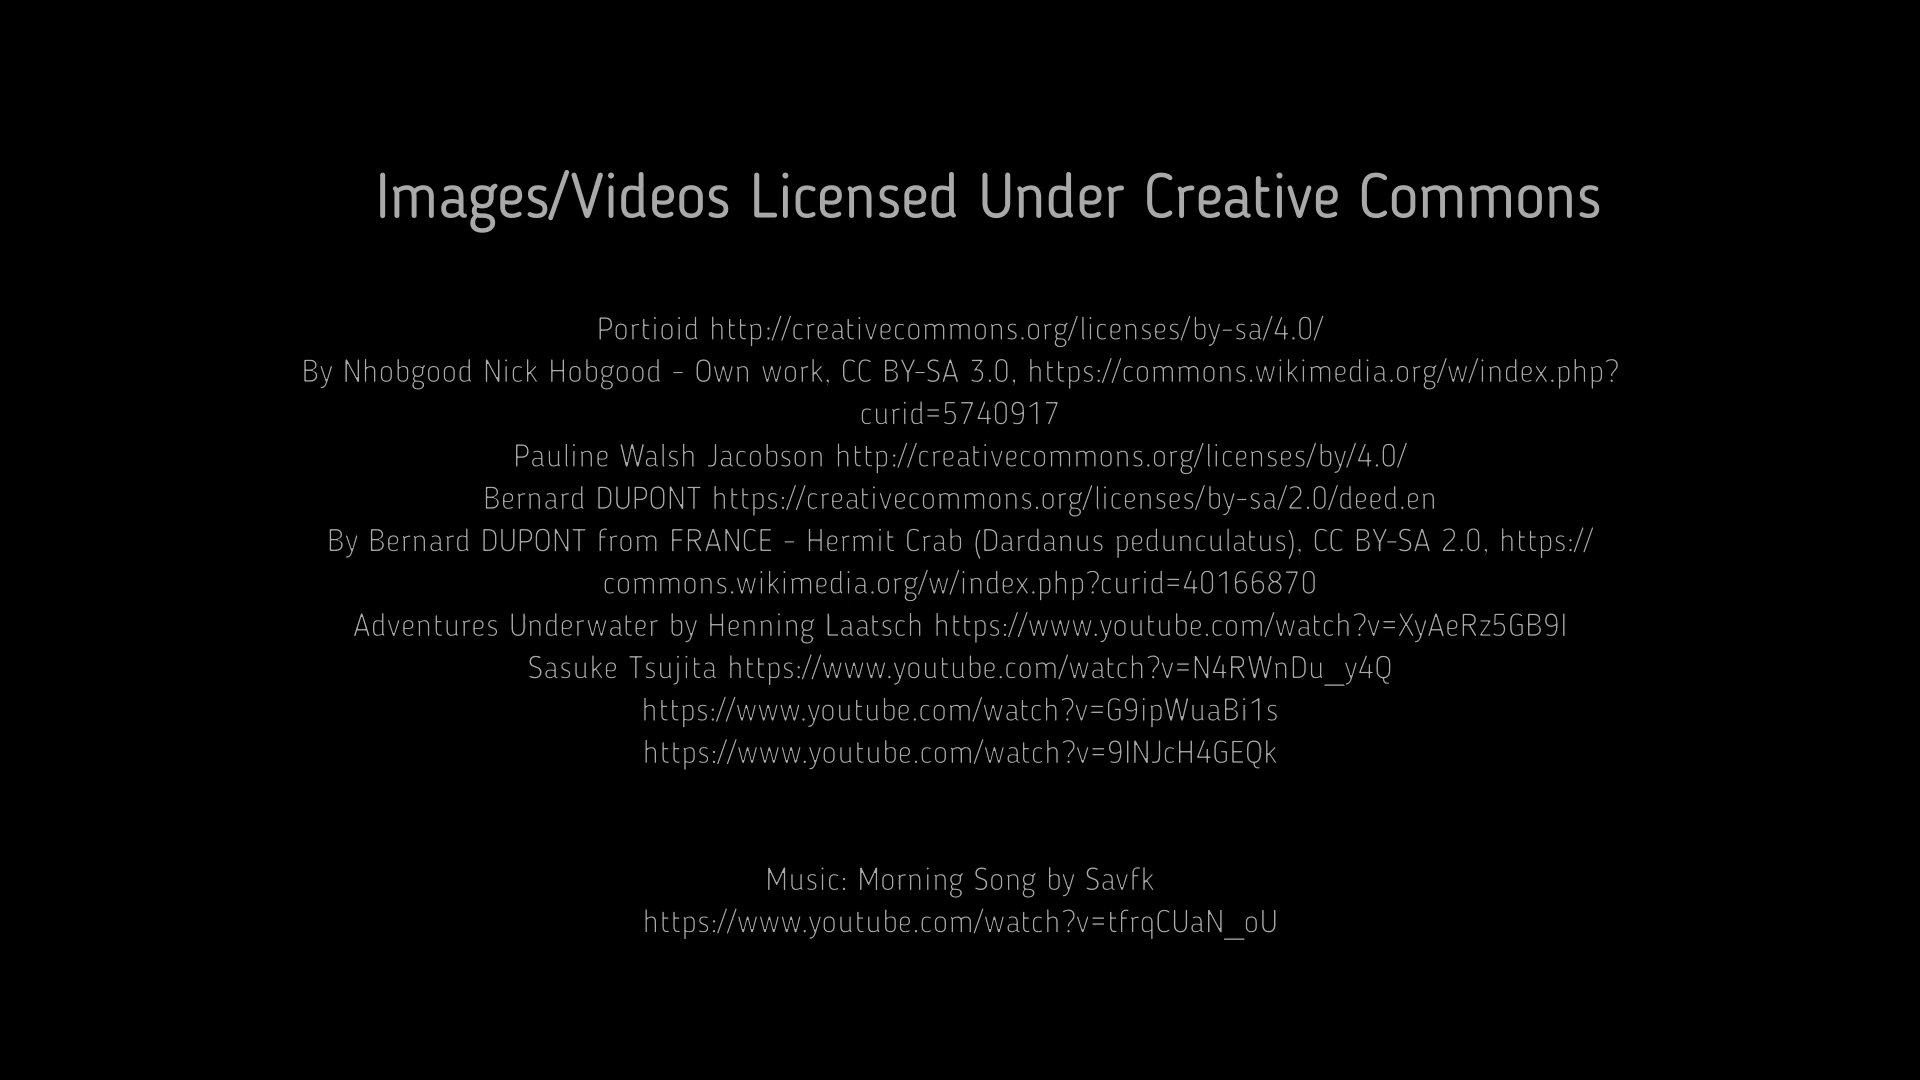 Images/Videos Licensed Under Creative Commons
Portioid http://creativecommons.org/licenses/by-sa/4.0/
By Nhobgood Nick Hobgood - Own work, CC BY-SA 3.0, https://commons.wikimedia.org/w/index.php?
curid=5740917
Pauline Walsh Jacobson http://creativecommons.org/licenses/by/4.0/
Bernard DUPONT https://creativecommons.org/licenses/by-sa/2.0/deed.en
By Bernard DUPONT from FRANCE - Hermit Crab (Dardanus pedunculatus), CC BY-SA 2.0, https://
commons.wikimedia.org/w/index.php?curid=40166870
Adventures Underwater by Henning Laatsch https://www.youtube.com/watch?v=XyAeRz5GB9I
Sasuke Tsujita https://www.youtube.com/watch?v=N4RWnDu_y4Q
https://www.youtube.com/watch?v=G9ipWuaBi1s
https://www.youtube.com/watch?v=9INJcH4GEQk
Music: Morning Song by Savfk
https://www.youtube.com/watch?v=tfrqCUaN_oU